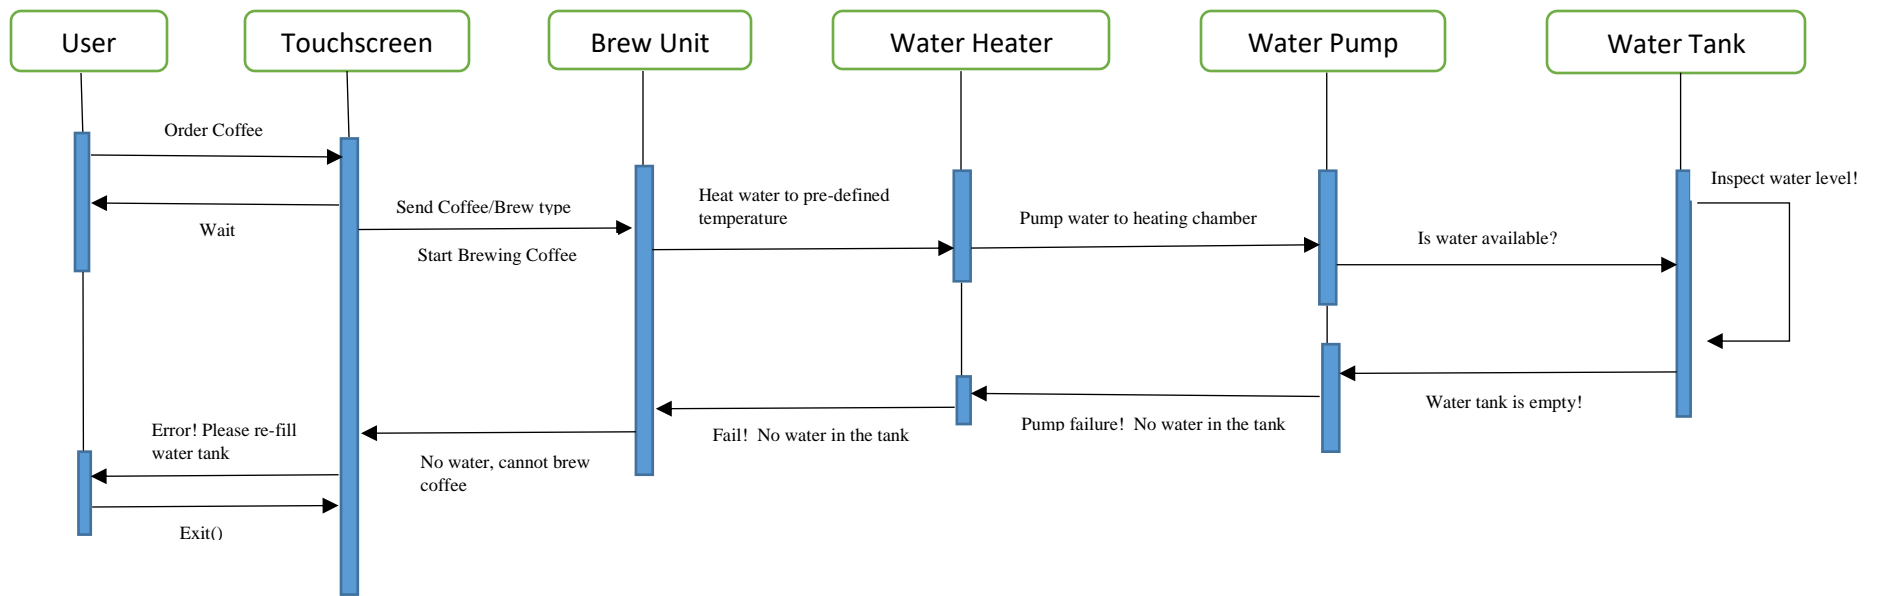 User
Touchscreen
Brew Unit
Water Heater
Water Pump
Water Tank
Order Coffee
Wait
Send Coffee/Brew type
Start Brewing Coffee
Heat water to pre-defined
temperature
Pump water to heating chamber
Is water available?
Inspect water level!
Water tank is empty!
Pump failure!  No water in the tank
Fail!  No water in the tank
No water, cannot brew
coffee
Error! Please re-fill
water tank
Exit()